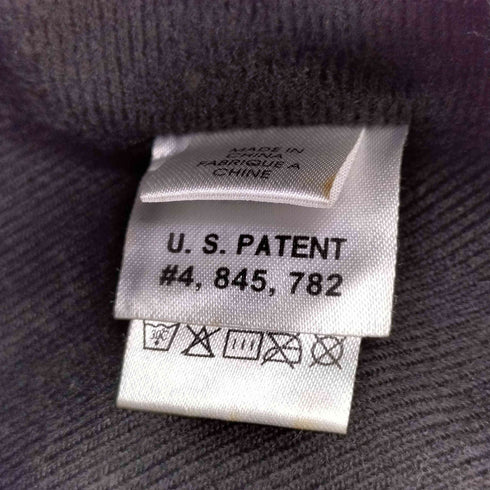 MADE IN
CHINA
FABRIQUE A
CHINE
U. S. PATENT
#4, 845, 782